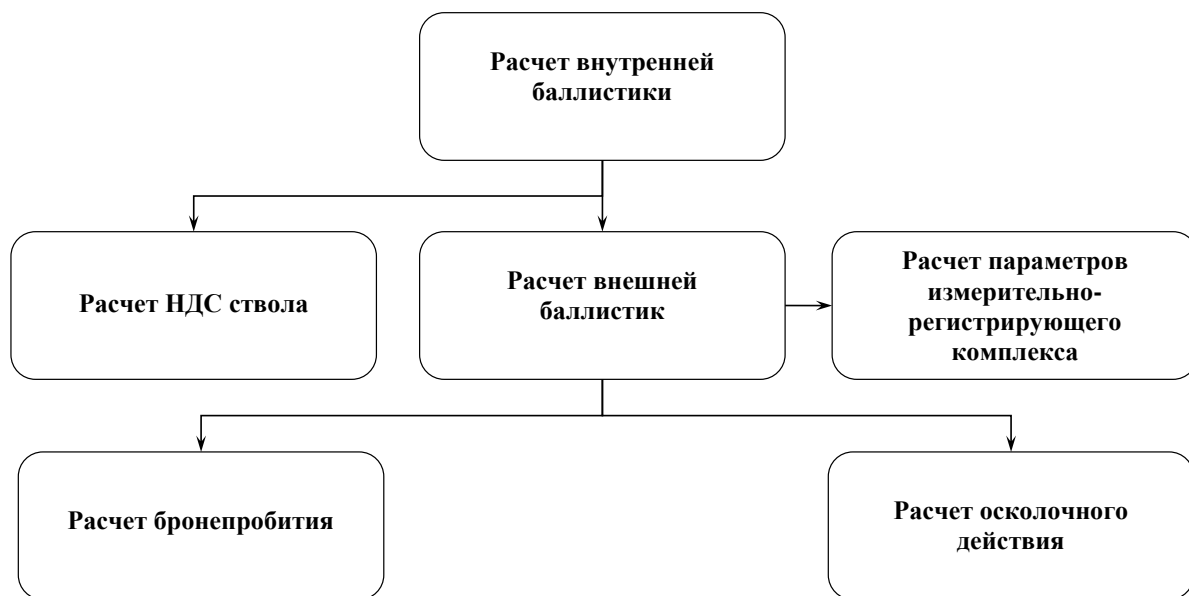 Расчет внутренней
баллистики
Расчет НДС ствола
Расчет внешней
баллистик
Расчет параметров
измерительно-
регистрирующего
комплекса
Расчет бронепробития
Расчет осколочного
действия